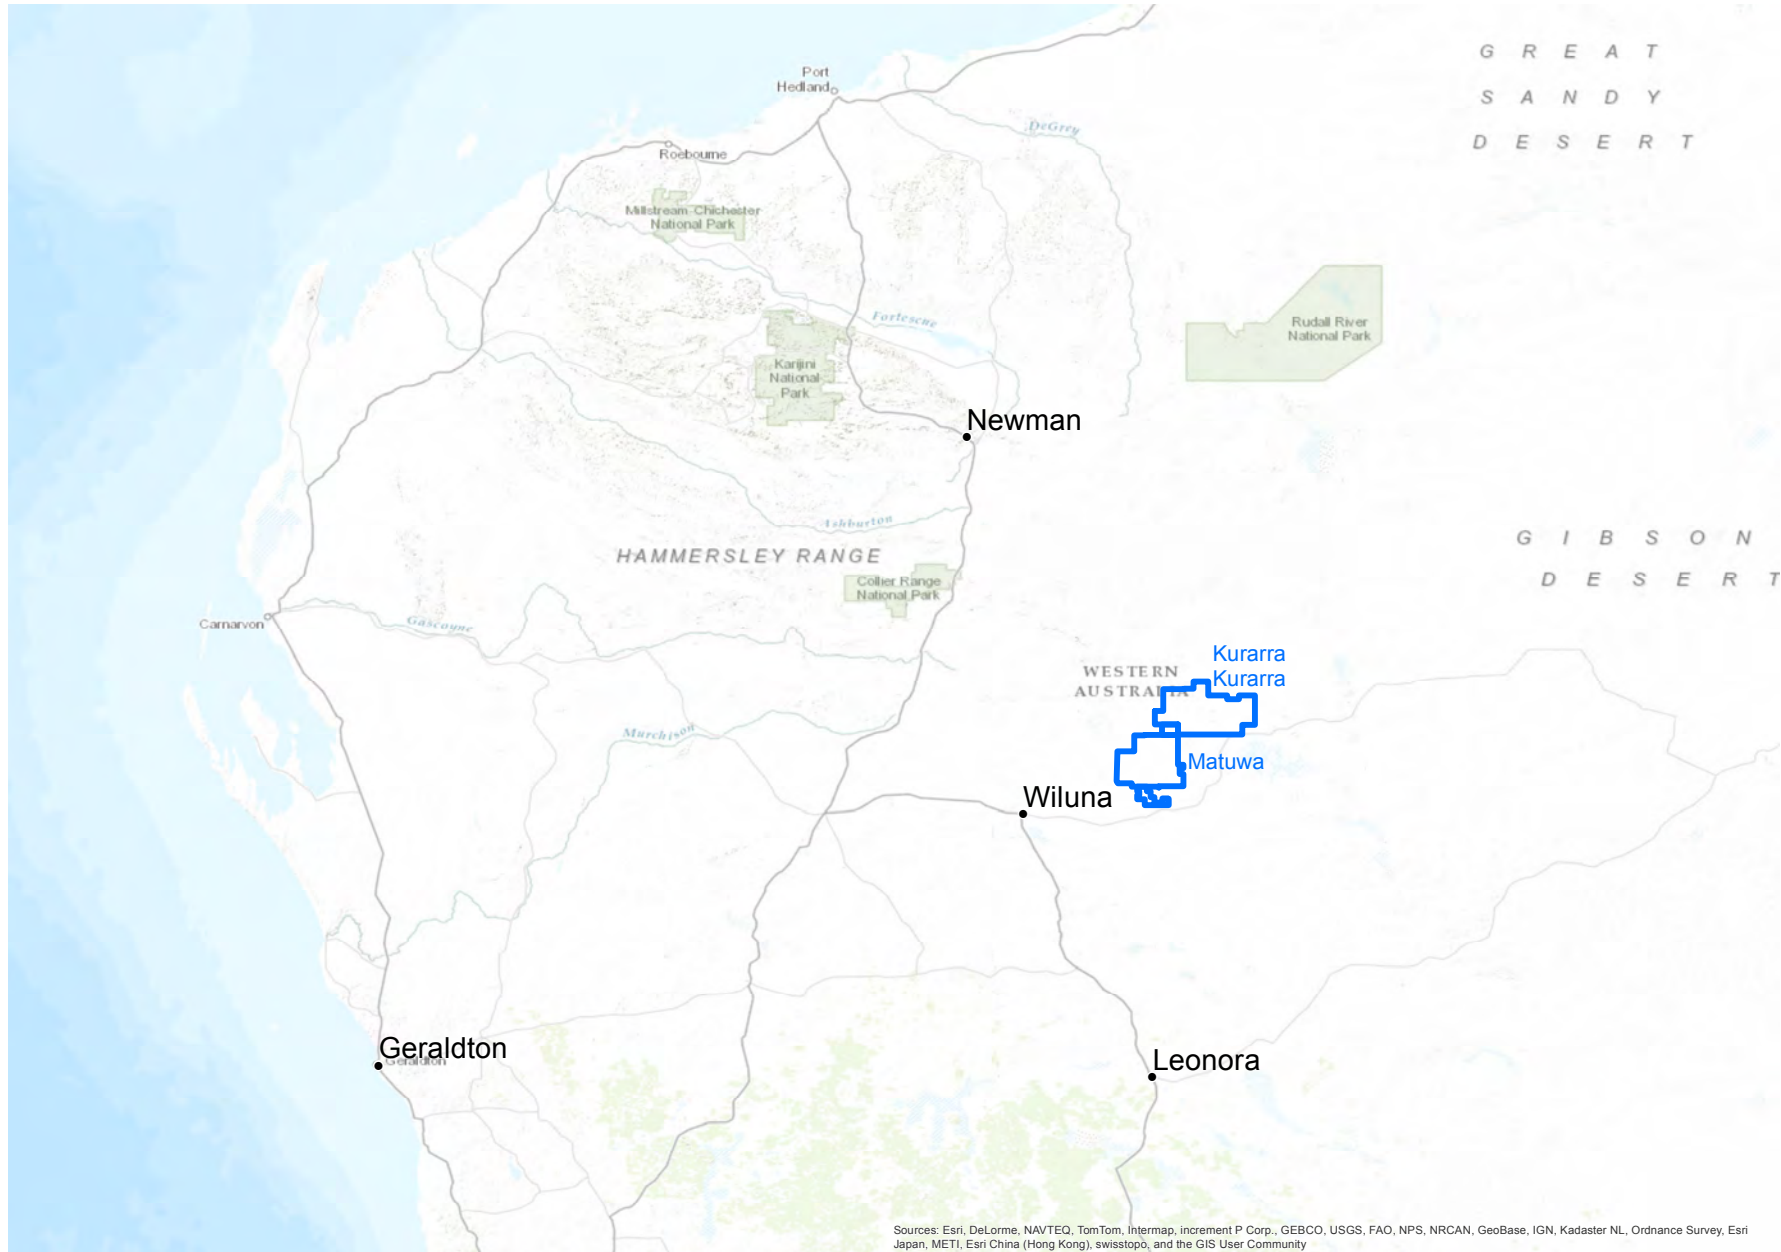 GREAT
SANDY
DESERT
Port
Hedland
DeGrey
Roebourne
Millstream-Chichester
National Park
Fortescue
Rudall River
National Park
Karijini
National
Park
Newman
Ashburton
HAMMERSLEY RANGE
GIBSON
DESERT
Collier Range
National Park
Carnarvon
Gascoyne
Kurarra
Kurarra
WESTERN
AUSTRALIA
Murchison
Matuwa
Wiluna
Geraldton
Geraldton
Leonora
Sources: Esri, DeLorme, NAVTEQ, TomTom, Intermap, increment P Corp., GEBCO, USGS, FAO, NPS, NRCAN, GeoBase, IGN, Kadaster NL, Ordnance Survey, Esri
Japan, METI, Esri China (Hong Kong), swisstopo, and the GIS User Community